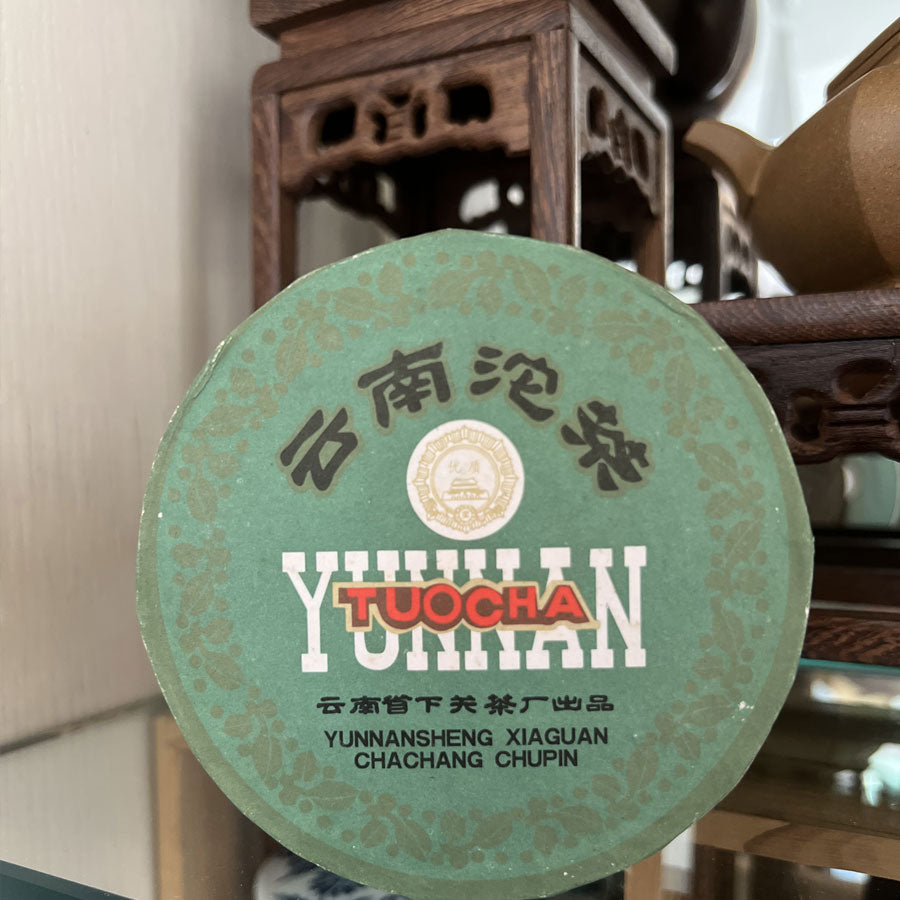 云南沱茶
优质
YUNNAN
TUOCHA
云南省下关茶厂出品
YUNNANSHENG XIAGUAN
CHACHANG CHUPIN